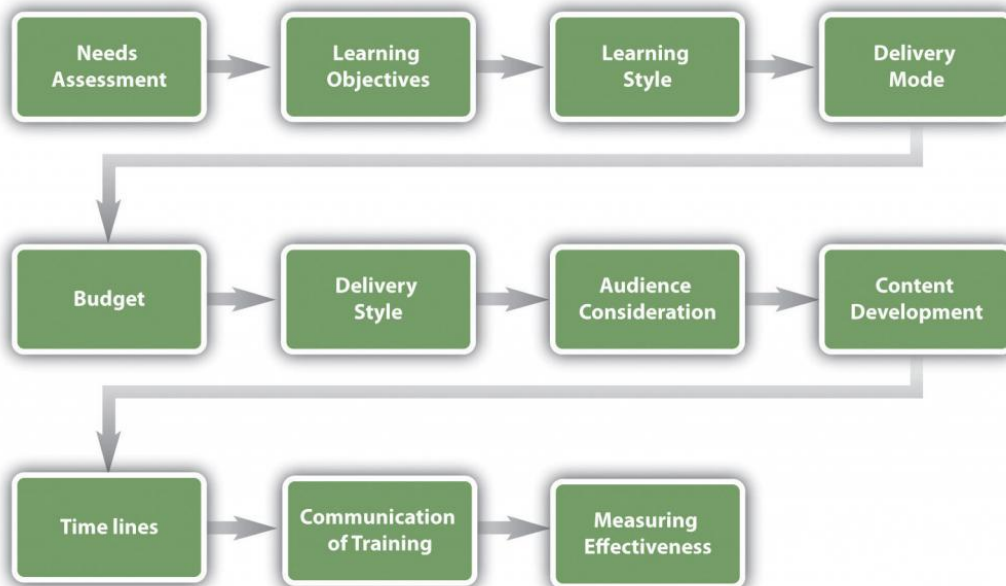 Needs
Assessment
Learning
Objectives
Learning
Style
Delivery
Mode
Budget
Delivery
Style
Audience
Consideration
Content
Development
Time lines
Communication
of Training
Measuring
Effectiveness